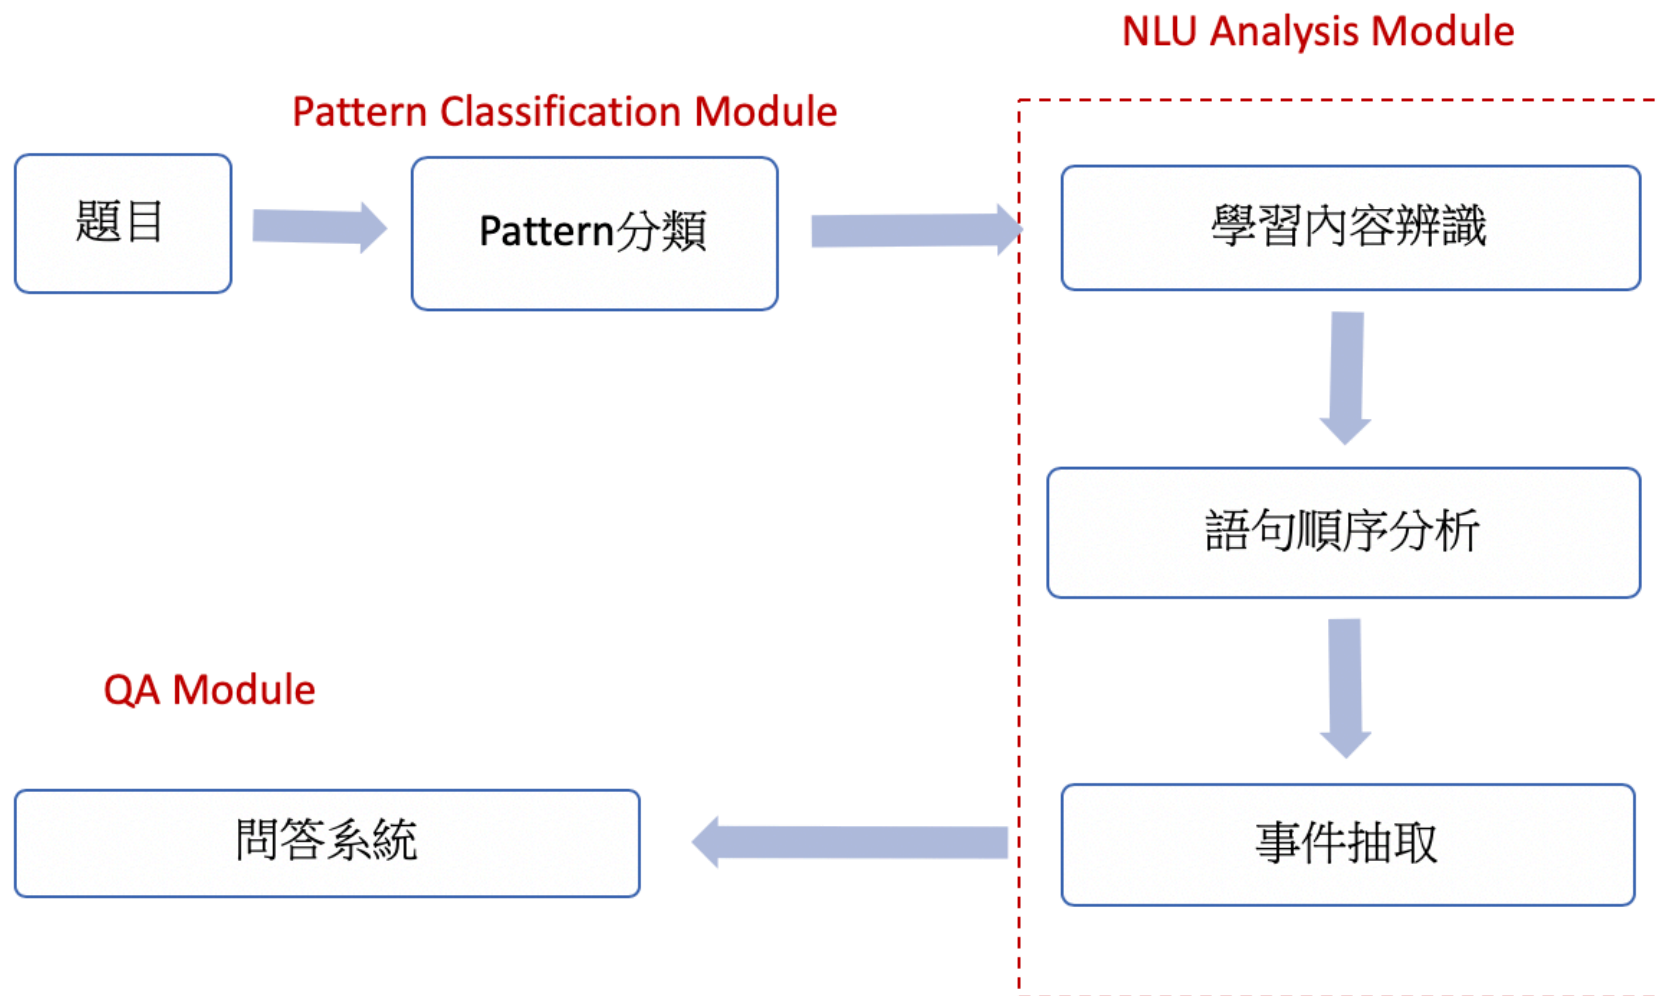 NLU Analysis Module
Pattern Classification Module
題目
Pattern分類
學習內容辨識
語句順序分析
事件抽取
QA Module
問答系統